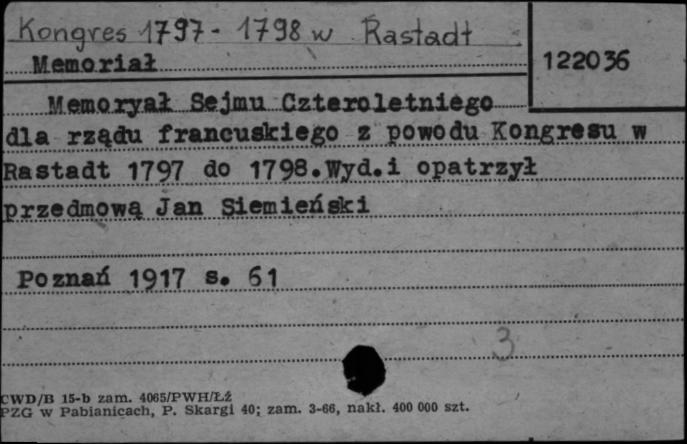 Kongres 1797- 1798 w Rastadt
Memoriał
122036
Memoryał Sejmu Czteroletniego
dla rządu francuskiego z powodu Kongresu w
Rastadt 1797 do 1798.Wyd.i opatrzył
przedmową Jan Siemieński
Poznań 1917 s. 61
3
CWD/B 15-b zam. 4065/PWH/ŁŹ
PZG w Pabianicach, P. Skargi 40; zam. 3-66, nakł. 400 000 szt.